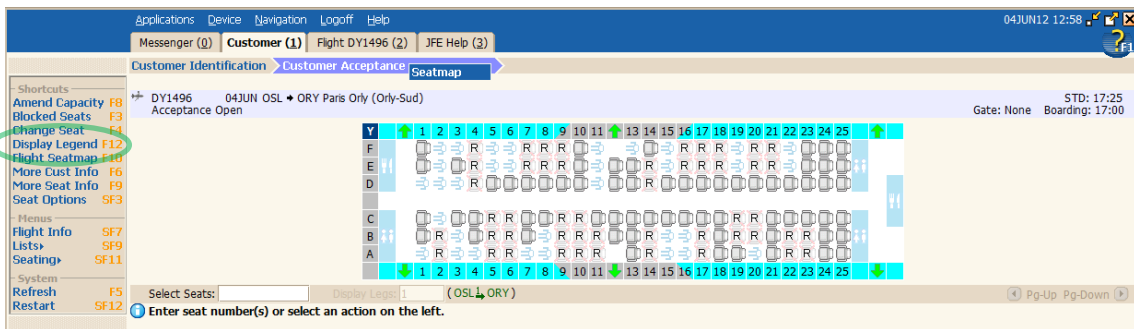 Applications Device Navigation Logoff Help 04JUN12 12:58
Messenger (0) Customer (1) Flight DY1496 (2) JFE Help (3) ? F1
Customer Identification Customer Acceptance Seatmap
Shortcuts
Amend Capacity F8
Blocked Seats F3
Change Seat F4
Display Legend F12
Flight Seatmap F10
More Cust Info F6
More Seat Info F9
Seat Options SF3
Menus
Flight Info SF7
Lists SF9
Seating SF11
System
Refresh F5
Restart SF12
DY1496 04JUN OSL ORY Paris Orly (Orly-Sud) STD: 17:25
Acceptance Open Gate: None Boarding: 17:00
Y 1 2 3 4 5 6 7 8 9 10 11 13 14 15 16 17 18 19 20 21 22 23 24 25
F R R R R R R R R R R
E R R R R R R R R
D R R
C R R R R R
B R R R R R R R R R R
A R R R R R R R R R R R
1 2 3 4 5 6 7 8 9 10 11 13 14 15 16 17 18 19 20 21 22 23 24 25
Select Seats: Display Legs: 1 (OSL ORY) Pg-Up Pg-Down
Enter seat number(s) or select an action on the left.